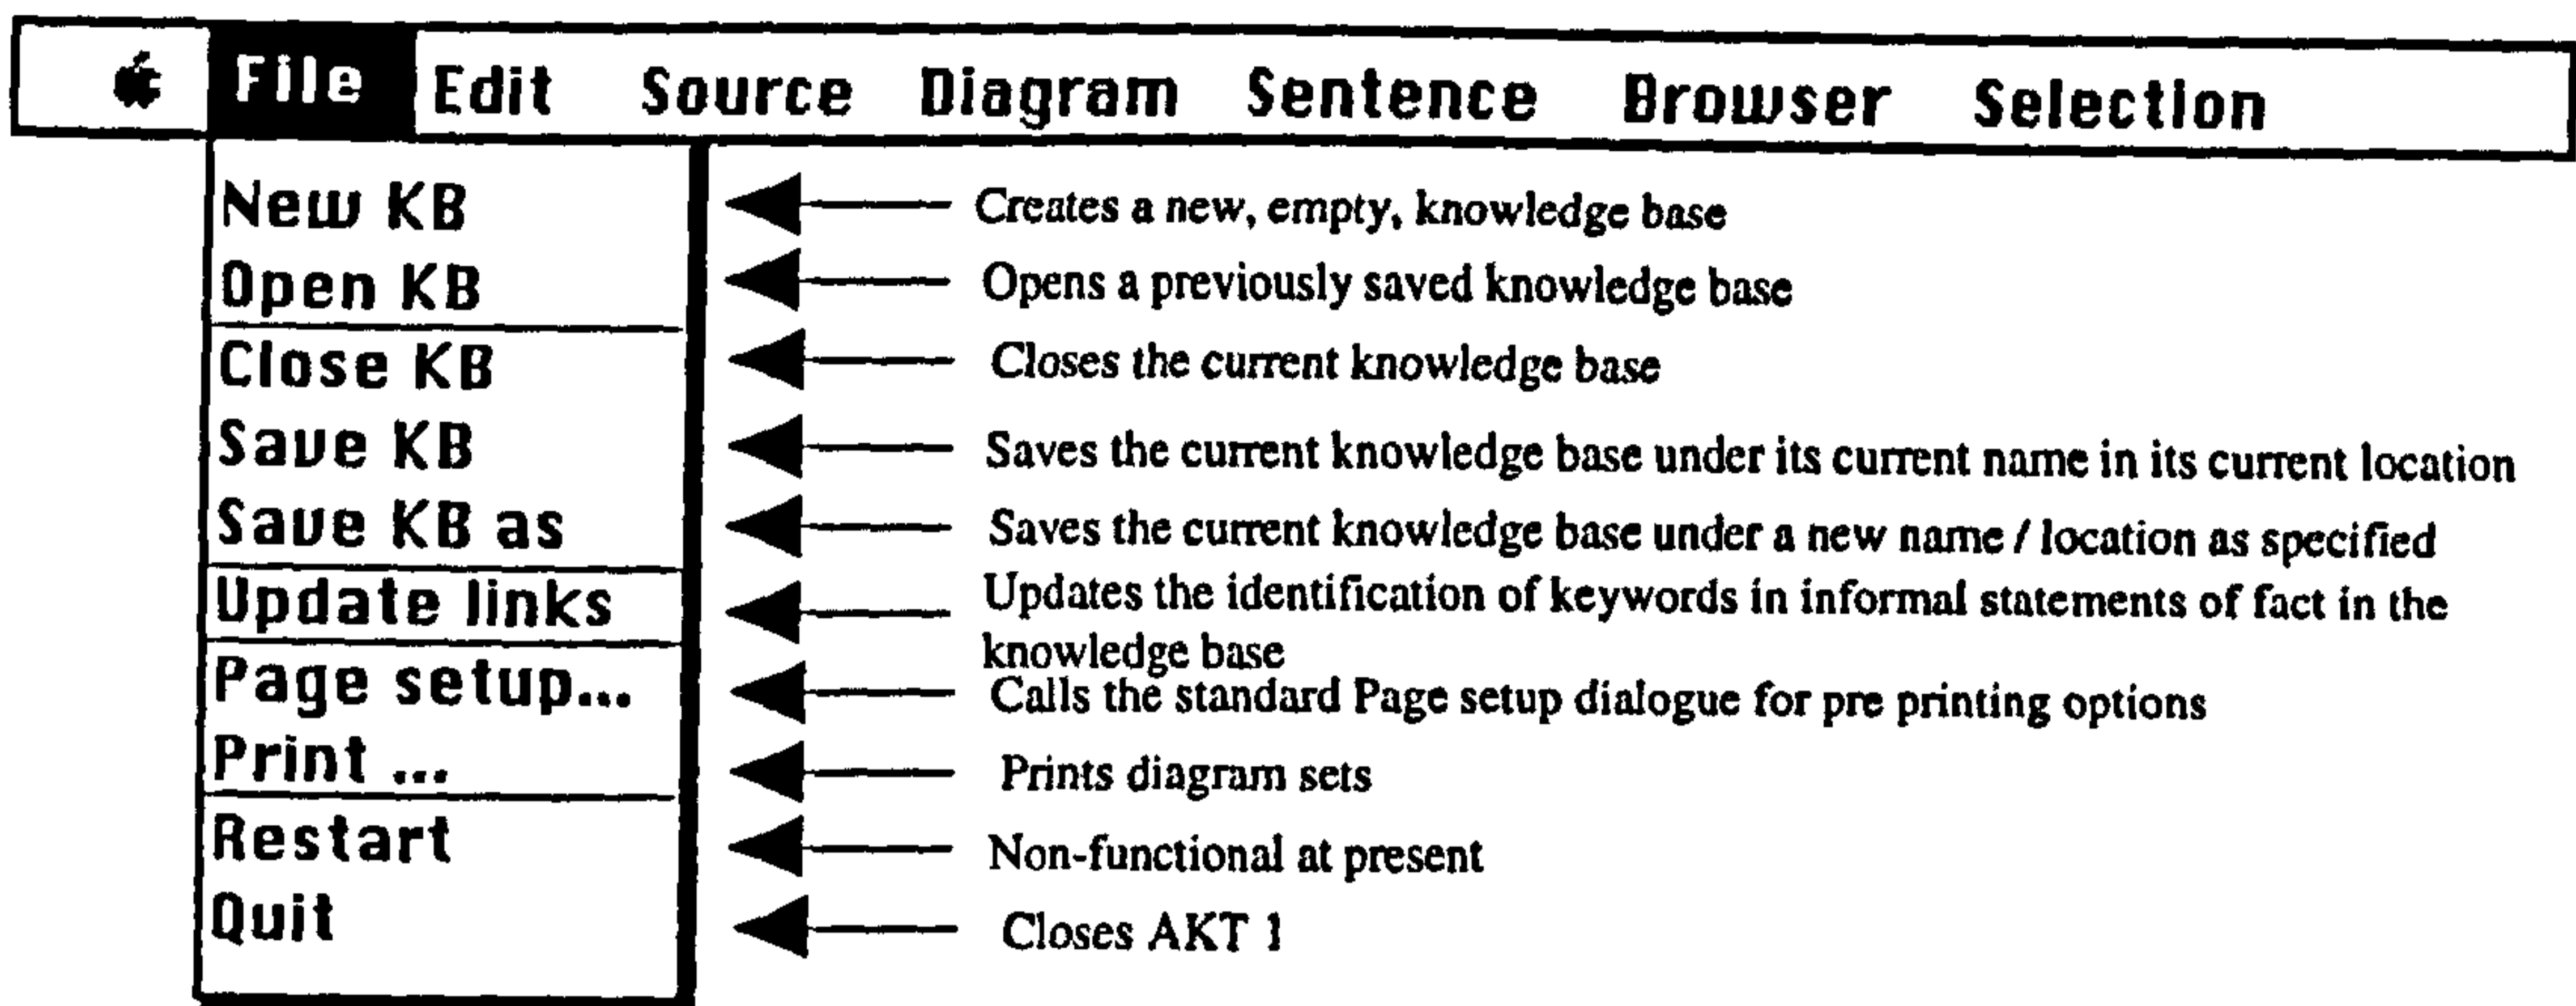 File Edit Source Diagram Sentence Browser Selection
New KB Creates a new, empty, knowledge base
Open KB Opens a previously saved knowledge base
Close KB Closes the current knowledge base
Save KB Saves the current knowledge base under its current name in its current location
Save KB as Saves the current knowledge base under a new name / location as specified
Update links Updates the identification of keywords in informal statements of fact in the
knowledge base
Page setup... Calls the standard Page setup dialogue for pre printing options
Print ... Prints diagram sets
Restart Non-functional at present
Quit Closes AKT 1